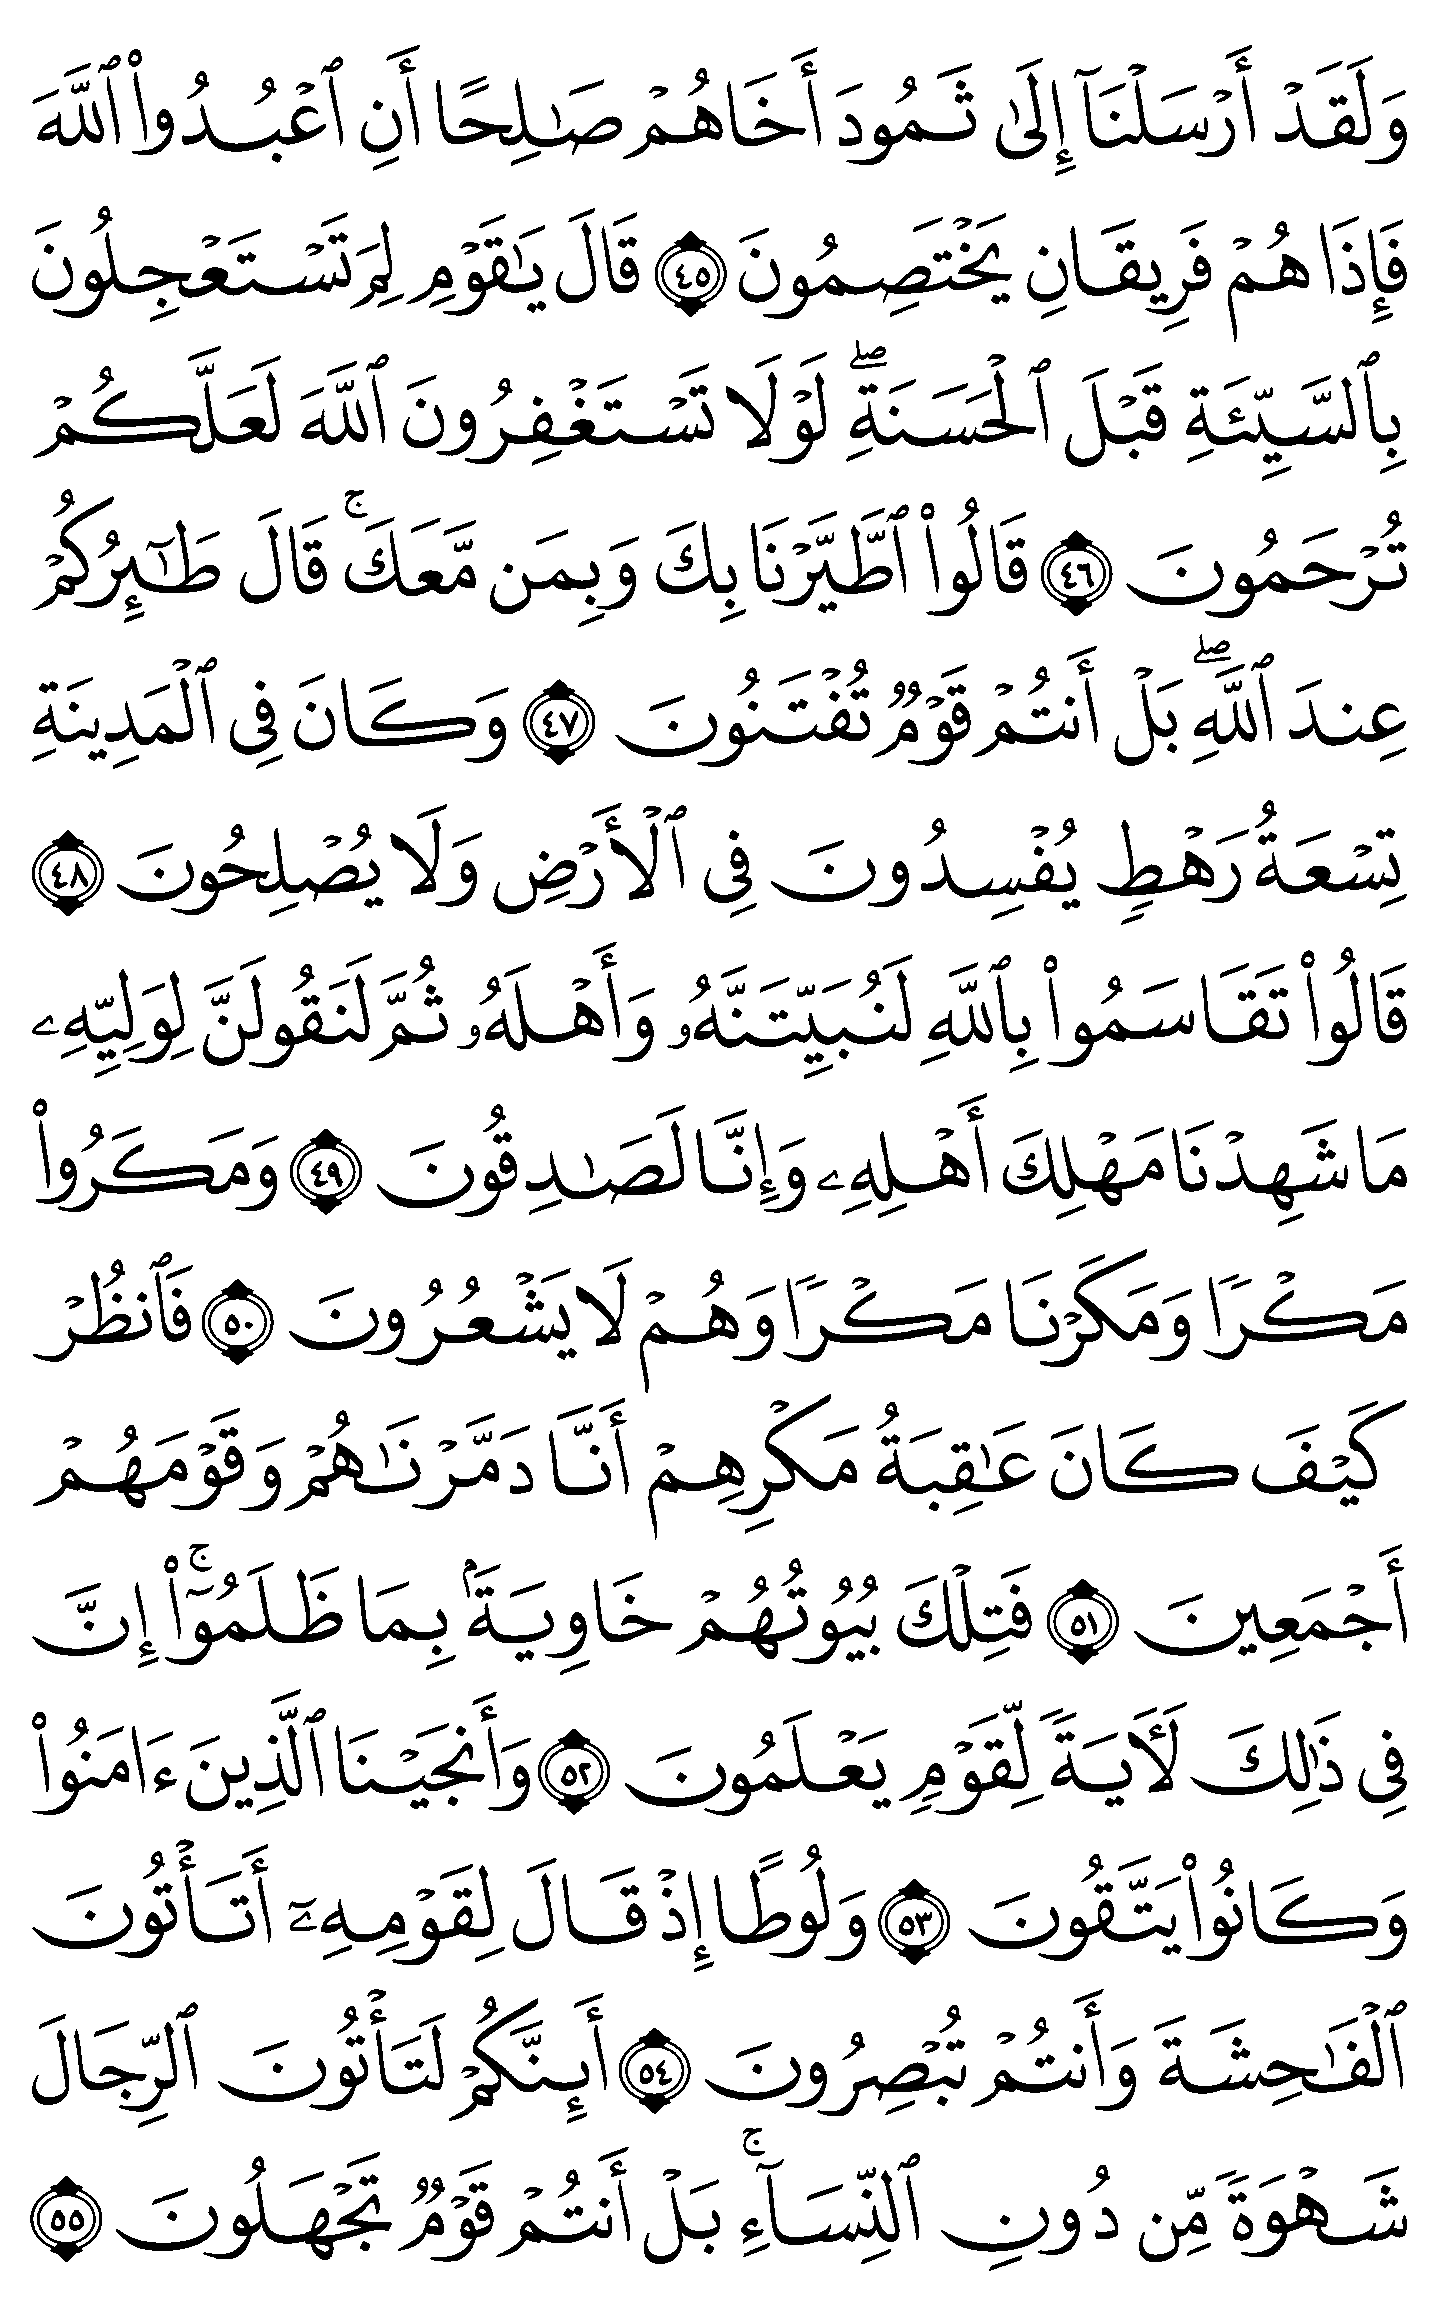 وَلَقَدْ أَرْسَلْنَآ إِلَىٰ ثَمُودَ أَخَاهُمْ صَٰلِحًا أَنِ ٱعْبُدُوا۟ ٱللَّهَ
فَإِذَا هُمْ فَرِيقَانِ يَخْتَصِمُونَ ٤٥ قَالَ يَٰقَوْمِ لِمَ تَسْتَعْجِلُونَ
بِٱلسَّيِّئَةِ قَبْلَ ٱلْحَسَنَةِ ۖ لَوْلَا تَسْتَغْفِرُونَ ٱللَّهَ لَعَلَّكُمْ
تُرْحَمُونَ ٤٦ قَالُوا۟ ٱطَّيَّرْنَا بِكَ وَبِمَن مَّعَكَ ۚ قَالَ طَٰٓئِرُكُمْ
عِندَ ٱللَّهِ ۖ بَلْ أَنتُمْ قَوْمٌ تُفْتَنُونَ ٤٧ وَكَانَ فِى ٱلْمَدِينَةِ
تِسْعَةُ رَهْطٍ يُفْسِدُونَ فِى ٱلْأَرْضِ وَلَا يُصْلِحُونَ ٤٨
قَالُوا۟ تَقَاسَمُوا۟ بِٱللَّهِ لَنُبَيِّتَنَّهُۥ وَأَهْلَهُۥ ثُمَّ لَنَقُولَنَّ لِوَلِيِّهِۦ
مَا شَهِدْنَا مَهْلِكَ أَهْلِهِۦ وَإِنَّا لَصَٰدِقُونَ ٤٩ وَمَكَرُوا۟
مَكْرًا وَمَكَرْنَا مَكْرًا وَهُمْ لَا يَشْعُرُونَ ٥٠ فَٱنظُرْ
كَيْفَ كَانَ عَٰقِبَةُ مَكْرِهِمْ أَنَّا دَمَّرْنَٰهُمْ وَقَوْمَهُمْ
أَجْمَعِينَ ٥١ فَتِلْكَ بُيُوتُهُمْ خَاوِيَةًۢ بِمَا ظَلَمُوٓا۟ ۚ إِنَّ
فِى ذَٰلِكَ لَـَٔايَةً لِّقَوْمٍ يَعْلَمُونَ ٥٢ وَأَنجَيْنَا ٱلَّذِينَ ءَامَنُوا۟
وَكَانُوا۟ يَتَّقُونَ ٥٣ وَلُوطًا إِذْ قَالَ لِقَوْمِهِۦٓ أَتَأْتُونَ
ٱلْفَٰحِشَةَ وَأَنتُمْ تُبْصِرُونَ ٥٤ أَئِنَّكُمْ لَتَأْتُونَ ٱلرِّجَالَ
شَهْوَةً مِّن دُونِ ٱلنِّسَآءِ ۚ بَلْ أَنتُمْ قَوْمٌ تَجْهَلُونَ ٥٥